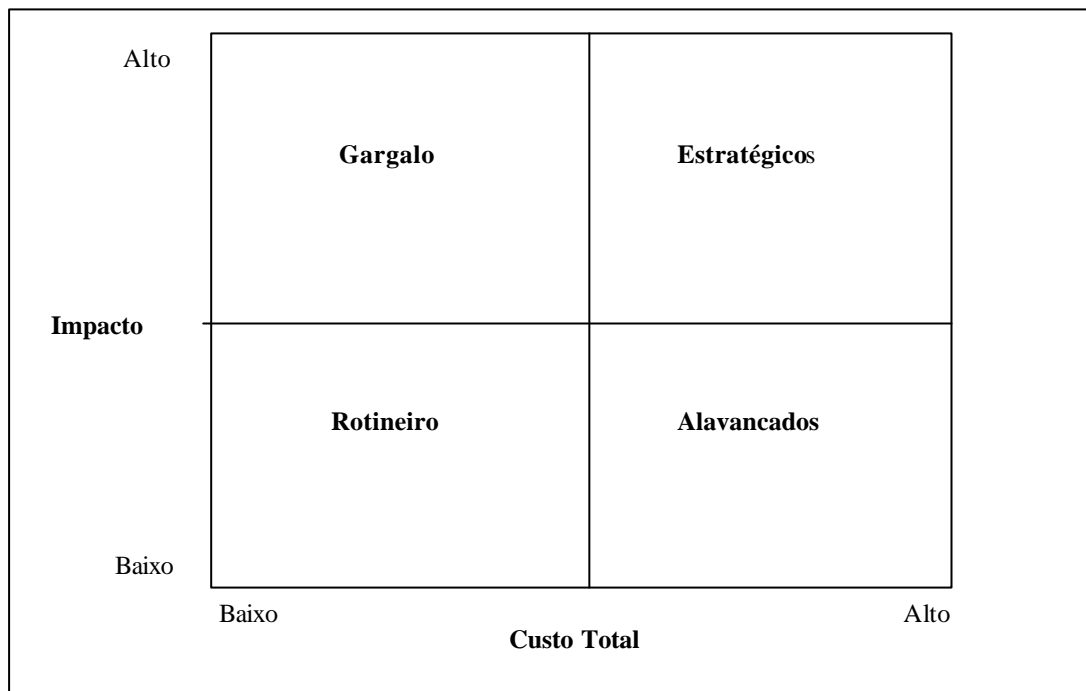 Alto
Gargalo Estratégicos
Impacto
Rotineiro Alavancados
Baixo
Baixo Alto
Custo Total